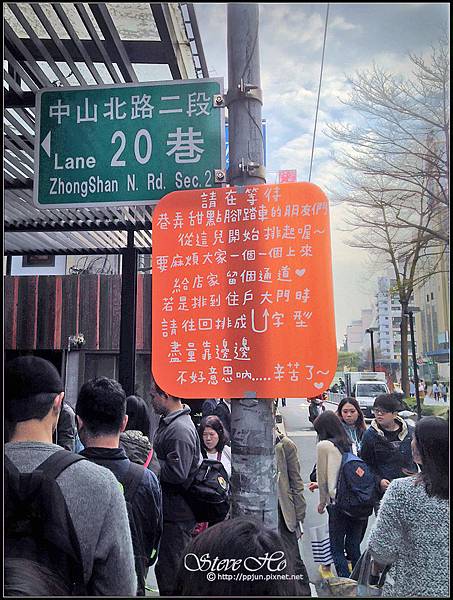 中山北路二段
Lane 20 巷
ZhongShan N. Rd. Sec.2
請在等待
巷弄甜點腳踏車的朋友們
從這兒開始排起喔~
要麻煩大家一個一個上來
給店家留個通道♥
若是排到住戶大門時
請往回排成U字型
盡量靠邊邊
不好意思吶.....辛苦了~♡
Steve Ho
http://ppjun.pixnet.net